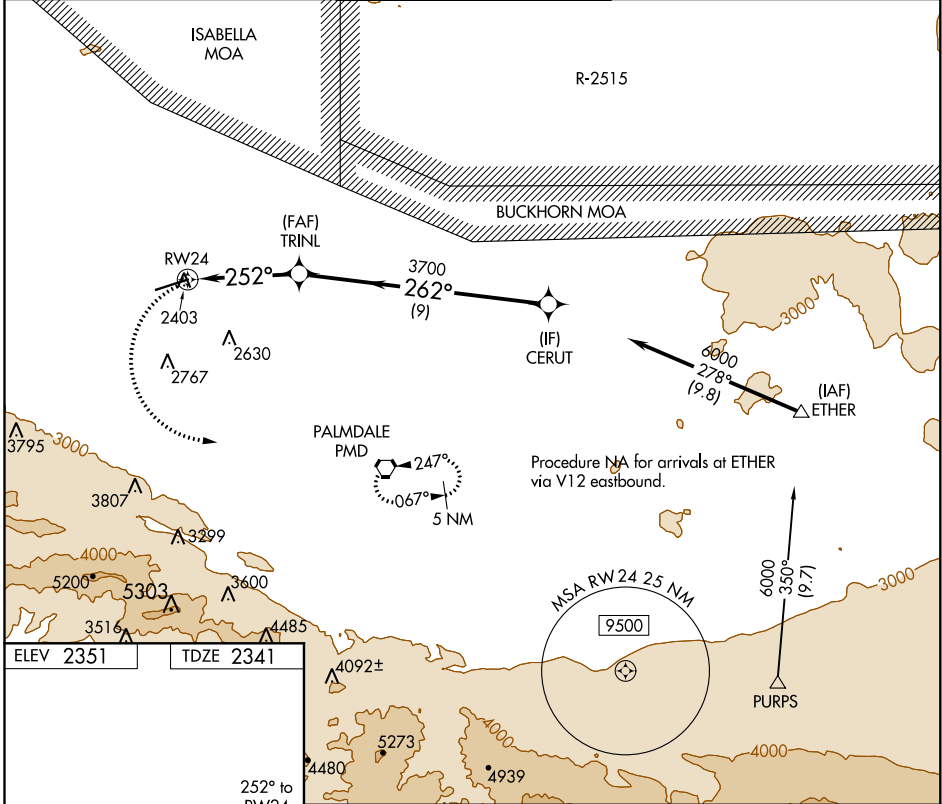 ISABELLA
MOA
R-2515
BUCKHORN MOA
(FAF)
TRINL
RW24
252°
3700
262°
(9)
2403
(IF)
CERUT
2630
2767
6000
278°
(9.8)
3000
(IAF)
ETHER
PALMDALE
PMD
247°
067°
5 NM
Procedure NA for arrivals at ETHER
via V12 eastbound.
3795
3000
3807
3299
4000
5200
5303
3600
3516
4485
6000
350°
(9.7)
3000
MSA RW24 25 NM
9500
ELEV 2351
TDZE 2341
4092±
PURPS
4000
5273
4480
4939
4000
252° to
RW24